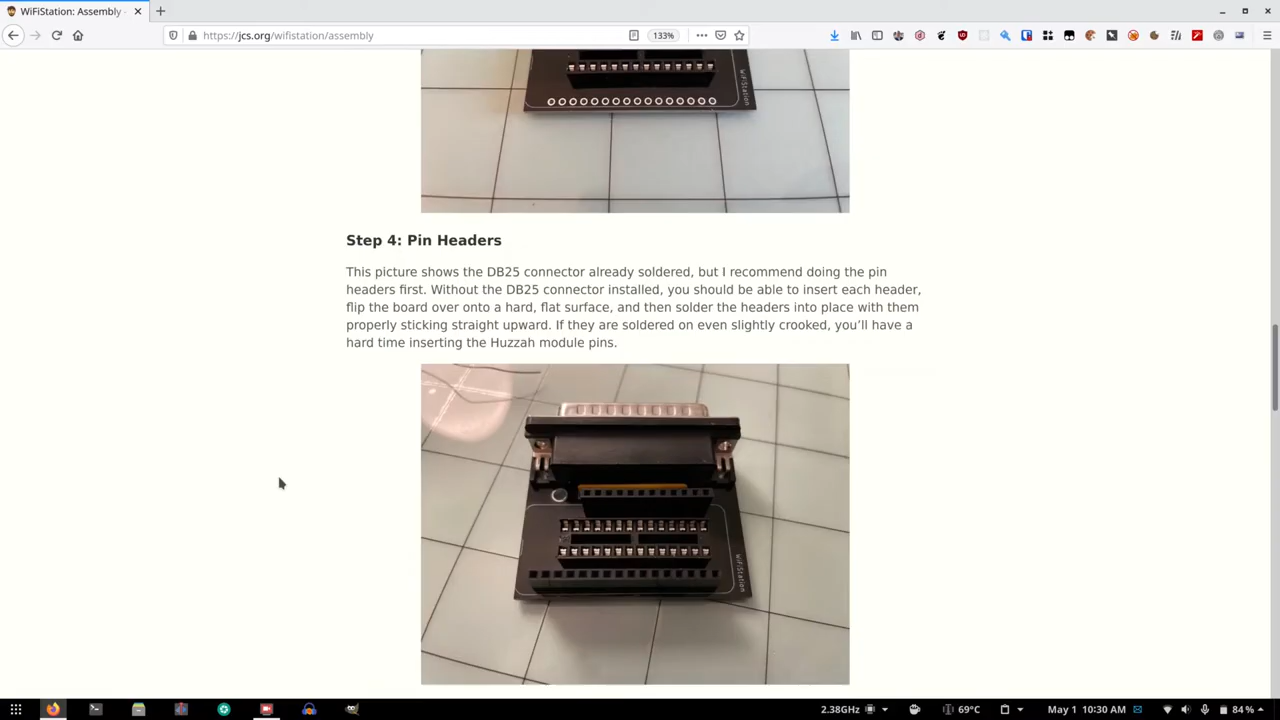 WiFiStation: Assembly
https://jcs.org/wifistation/assembly
133%
WiFiStation
Step 4: Pin Headers
This picture shows the DB25 connector already soldered, but I recommend doing the pin
headers first. Without the DB25 connector installed, you should be able to insert each header,
flip the board over onto a hard, flat surface, and then solder the headers into place with them
properly sticking straight upward. If they are soldered on even slightly crooked, you'll have a
hard time inserting the Huzzah module pins.
WiFiStation
2.38GHz
69°C
May 1 10:30 AM
84 %